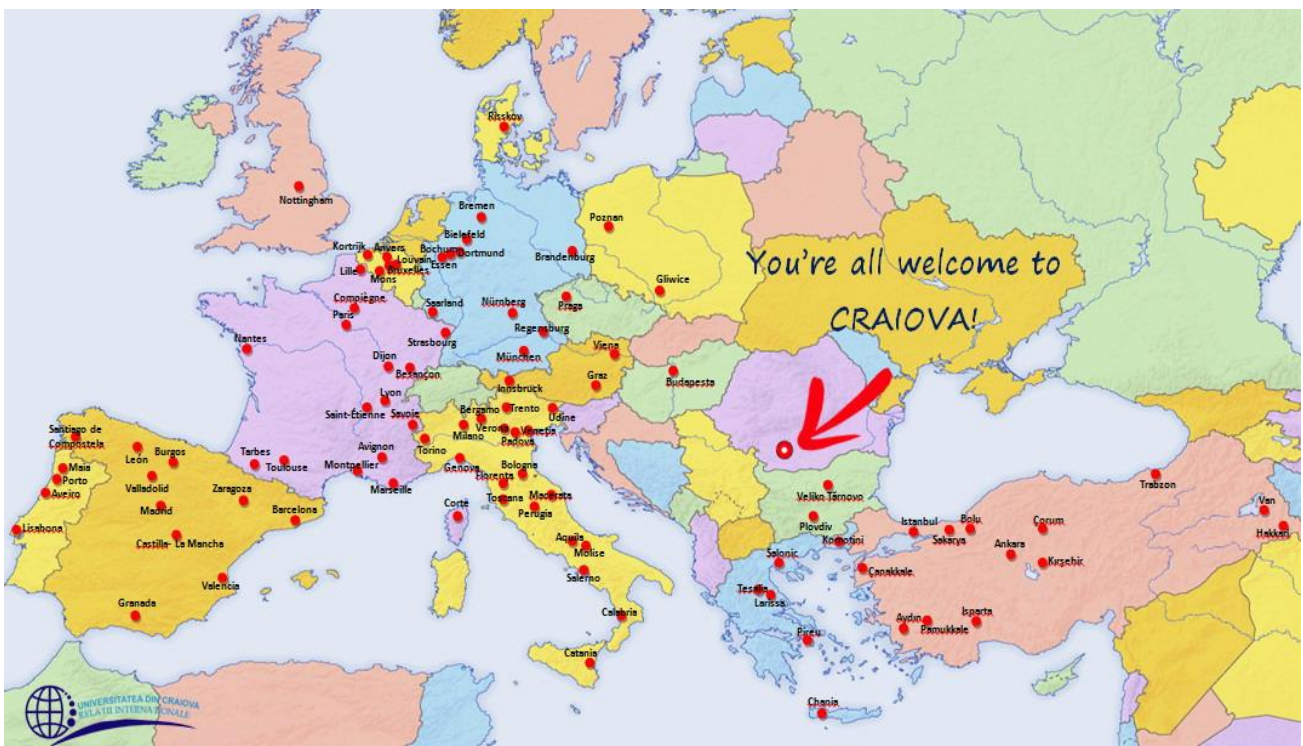 Risskov
Nottingham
Bremen
Bielefeld
Poznan
Kortrijk
Anvers
Bochum
Dortmund
Louvain
Essen
Brandenburg
Lille
Bruxelles
Mons
You're all welcome to
CRAIOVA!
Gliwice
Compiègne
Saarland
Nürnberg
Praga
Paris
Regensburg
Strasbourg
Nantes
Viena
München
Dijon
Besançon
Budapesta
Innsbruck
Graz
Lyon
Saint-Étienne
Savoie
Bergamo
Trento
Udine
Santiago de
Compostela
Milano
Verona
Venetia
Padova
Torino
León
Burgos
Tarbes
Avignon
Toulouse
Montpellier
Genova
Bologna
Florenta
Maia
Porto
Aveiro
Valladolid
Zaragoza
Marseille
Toscana
Macerata
Perugia
Veliko Târnovo
Trabzon
Madrid
Barcelona
Corte
Plovdiv
Lisabona
Castilla- La Mancha
Aquila
Molise
Komotini
Istanbul
Sakarya
Bolu
Çorum
Van
Hakkari
Ankara
Kırşehir
Salonic
Çanakkale
Valencia
Salerno
Tesalia
Larissa
Granada
Calabria
Pireu
Aydın
Pamukkale
Isparta
Catania
Chania
UNIVERSITATEA DIN CRAIOVA
RELAȚII INTERNAȚIONALE